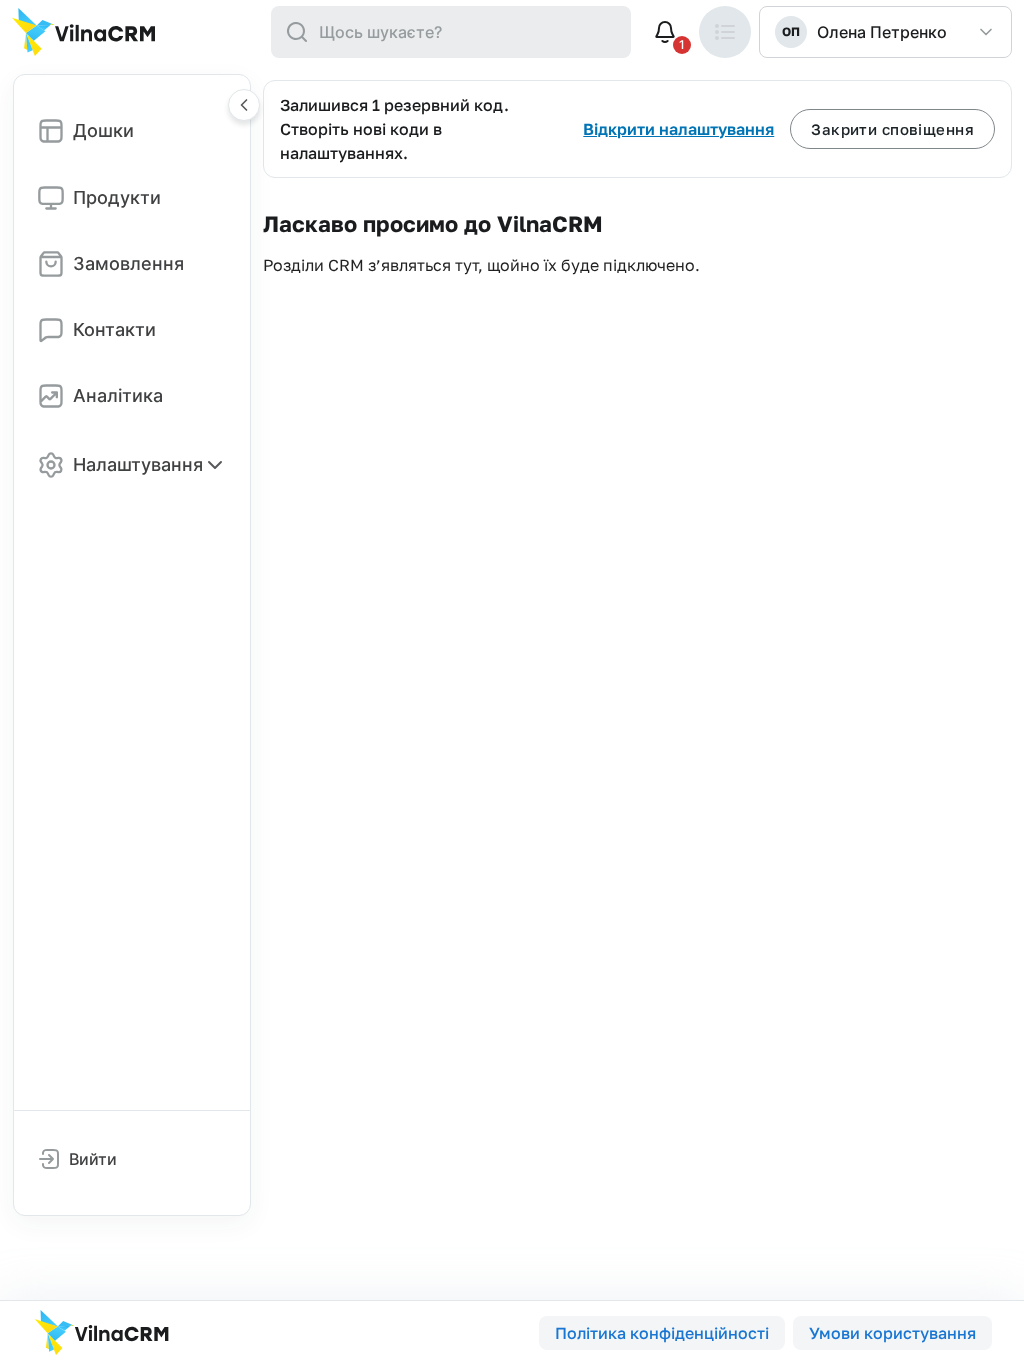 VilnaCRM
Щось шукаєте?
1
ОП
Олена Петренко
Дошки
Продукти
Замовлення
Контакти
Аналітика
Налаштування
Вийти
Залишився 1 резервний код.
Створіть нові коди в
налаштуваннях.
Відкрити налаштування
Закрити сповіщення
Ласкаво просимо до VilnaCRM
Розділи CRM з’являться тут, щойно їх буде підключено.
VilnaCRM
Політика конфіденційності
Умови користування